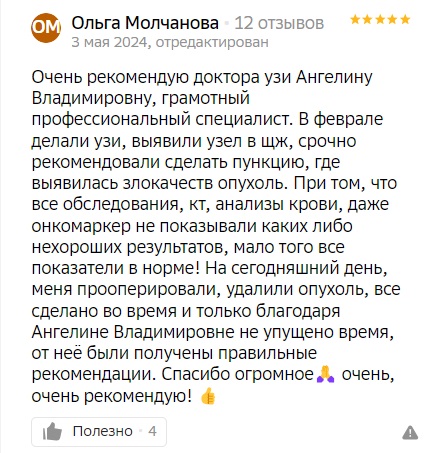 ОМ Ольга Молчанова · 12 отзывов
3 мая 2024, отредактирован
Очень рекомендую доктора узи Ангелину
Владимировну, грамотный
профессиональный специалист. В феврале
делали узи, выявили узел в щж, срочно
рекомендовали сделать пункцию, где
выявилась злокачеств опухоль. При том, что
все обследования, кт, анализы крови, даже
онкомаркер не показывали каких либо
нехороших результатов, мало того все
показатели в норме! На сегодняшний день,
меня прооперировали, удалили опухоль, все
сделано во время и только благодаря
Ангелине Владимировне не упущено время,
от неё были получены правильные
рекомендации. Спасибо огромное🙏 очень,
очень рекомендую! 👍
Полезно · 4